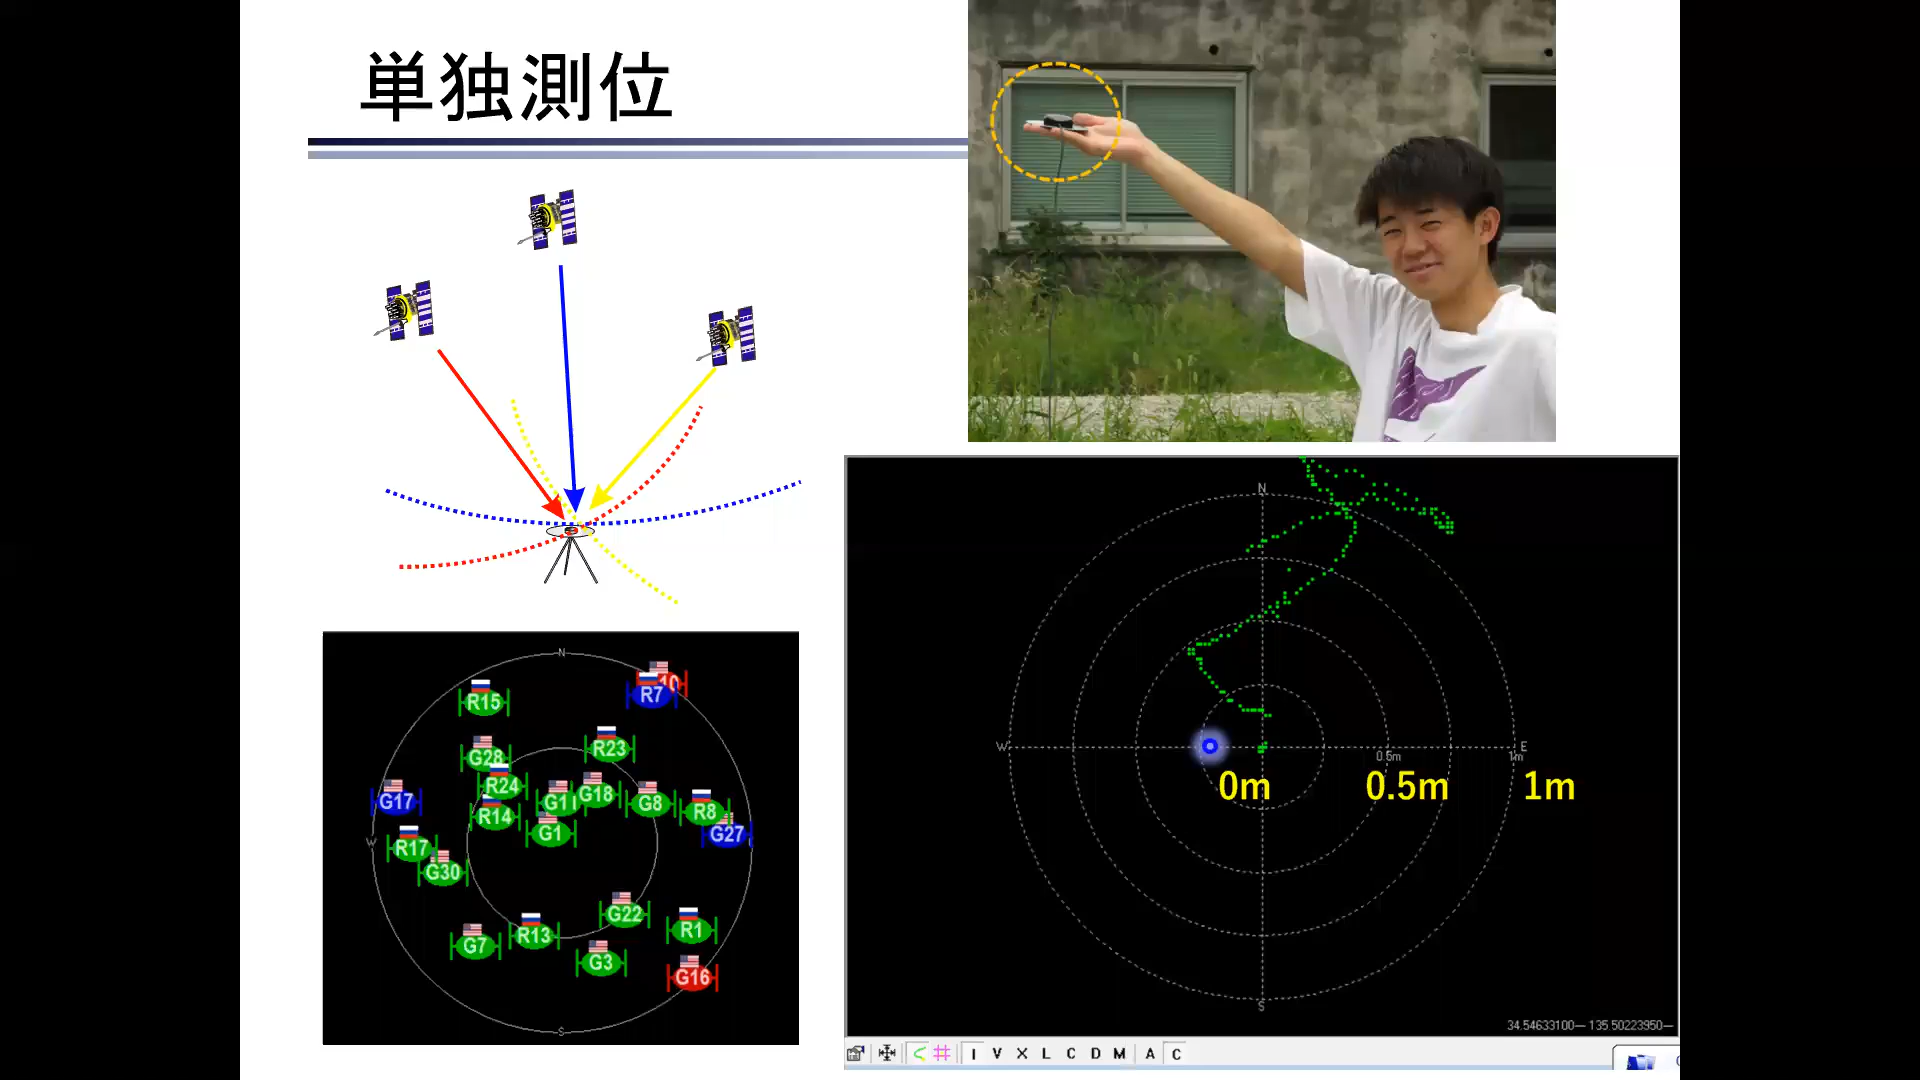 単独測位
N
R15
10
R7
G28
R23
R24
G17
G11
G18
G8
R8
R14
G1
G27
W
R17
G30
G22
R1
G7
R13
G3
G16
S
N
W
E
0.5m
1m
0m
0.5m
1m
S
34.54633100— 135.50223950—
I V X L C D M A C